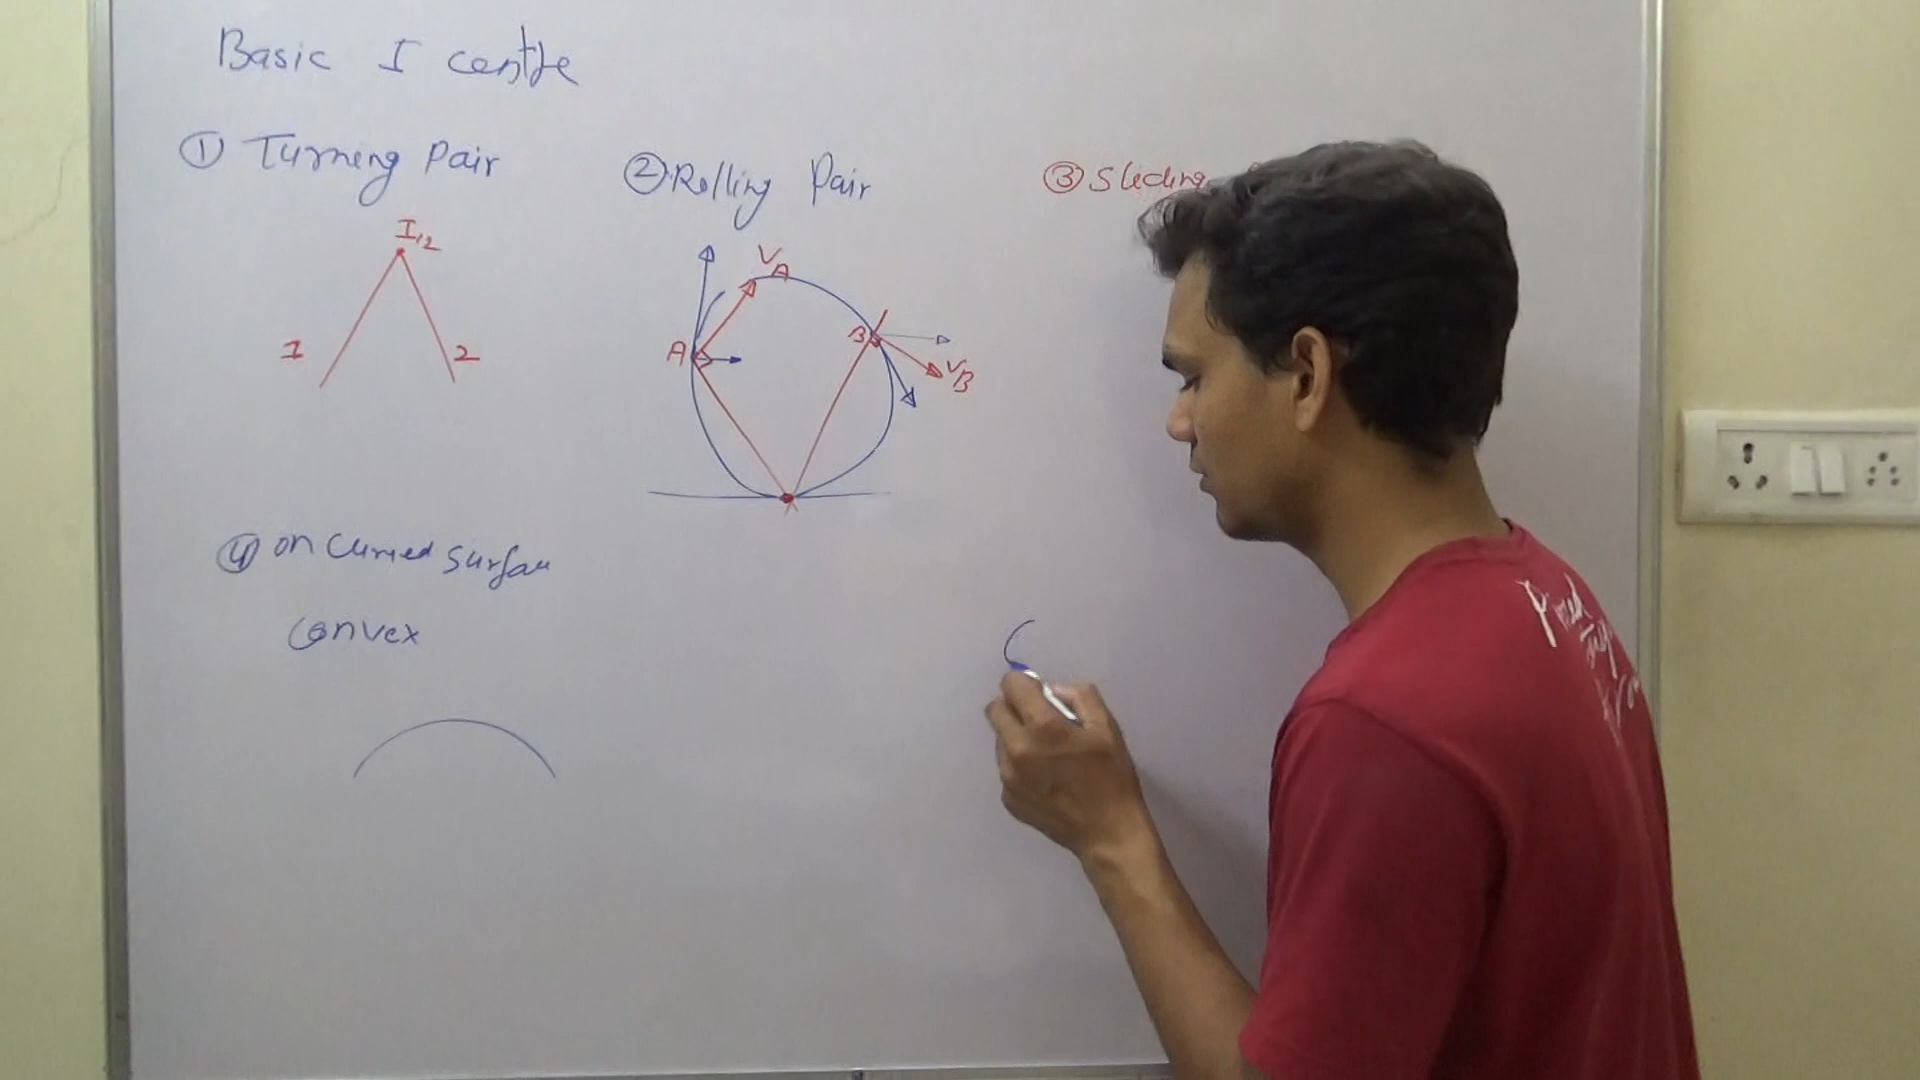 Basic I centre
① Turning Pair
② Rolling Pair
③ Sliding
I12
1
2
VA
A
B
VB
④ on Curved Surfau
Convex